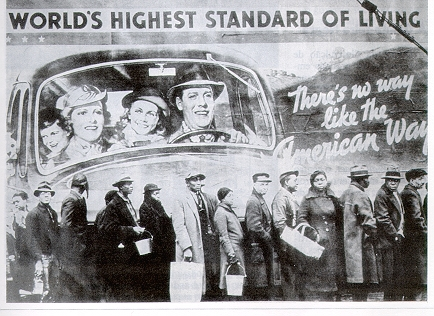 WORLD'S HIGHEST STANDARD OF LIVING
There's no way
like the
American Way